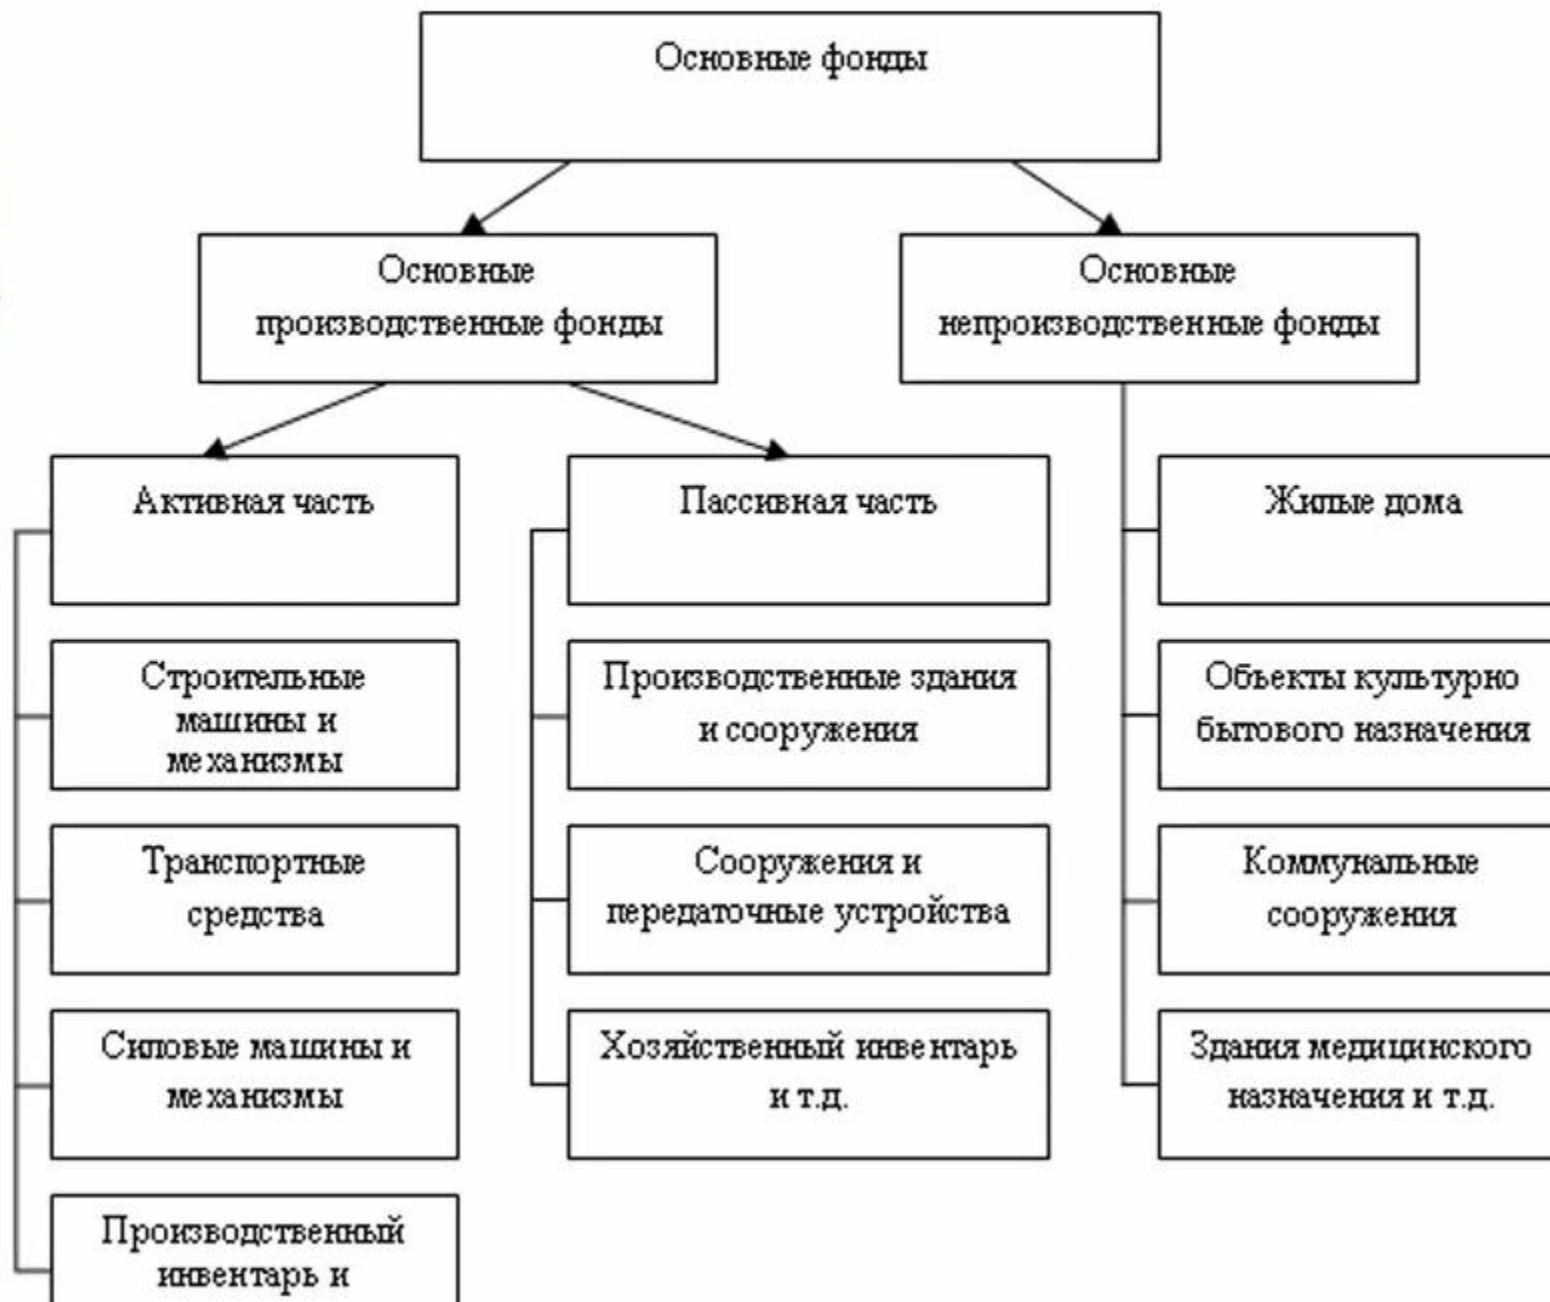 Основные фонды
Основные
производственные фонды
Основные
непроизводственные фонды
Активная часть
Строительные
машины и
механизмы
Транспортные
средства
Силовые машины и
механизмы
Производственный
инвентарь и
Пассивная часть
Производственные здания
и сооружения
Сооружения и
передаточные устройства
Хозяйственный инвентарь
и т.д.
Жилые дома
Объекты культурно
бытового назначения
Коммунальные
сооружения
Здания медицинского
назначения и т.д.